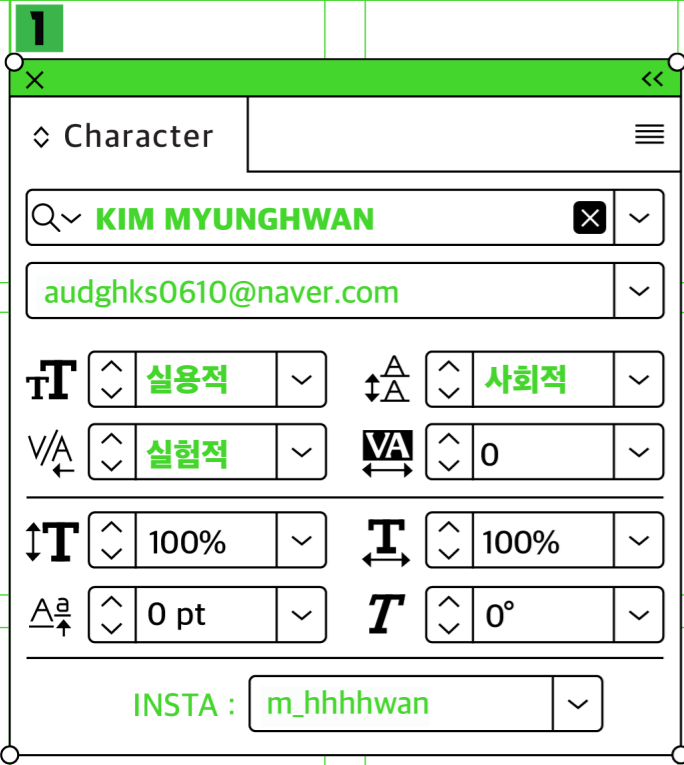 1
Character
KIM MYUNGHWAN
audghks0610@naver.com
실용적 사회적
실험적 0
100% 100%
0 pt 0°
INSTA : m_hhhhwan